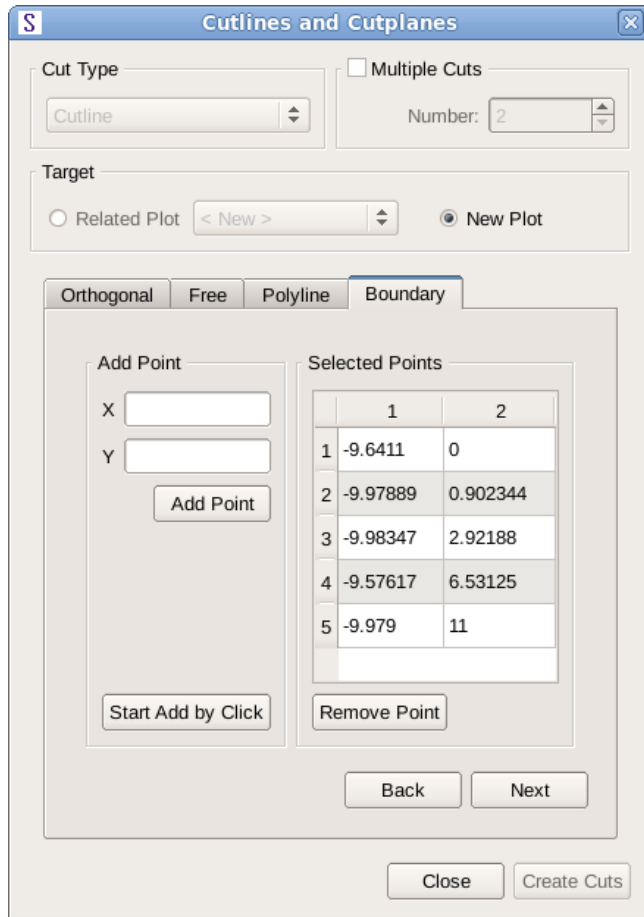 S Cutlines and Cutplanes
Cut Type
Cutline
Multiple Cuts
Number: 2
Target
Related Plot < New > New Plot
Orthogonal Free Polyline Boundary
Add Point
X
Y
Add Point
Start Add by Click
Selected Points
1 2
1 -9.6411 0
2 -9.97889 0.902344
3 -9.98347 2.92188
4 -9.57617 6.53125
5 -9.979 11
Remove Point
Back Next
Close Create Cuts